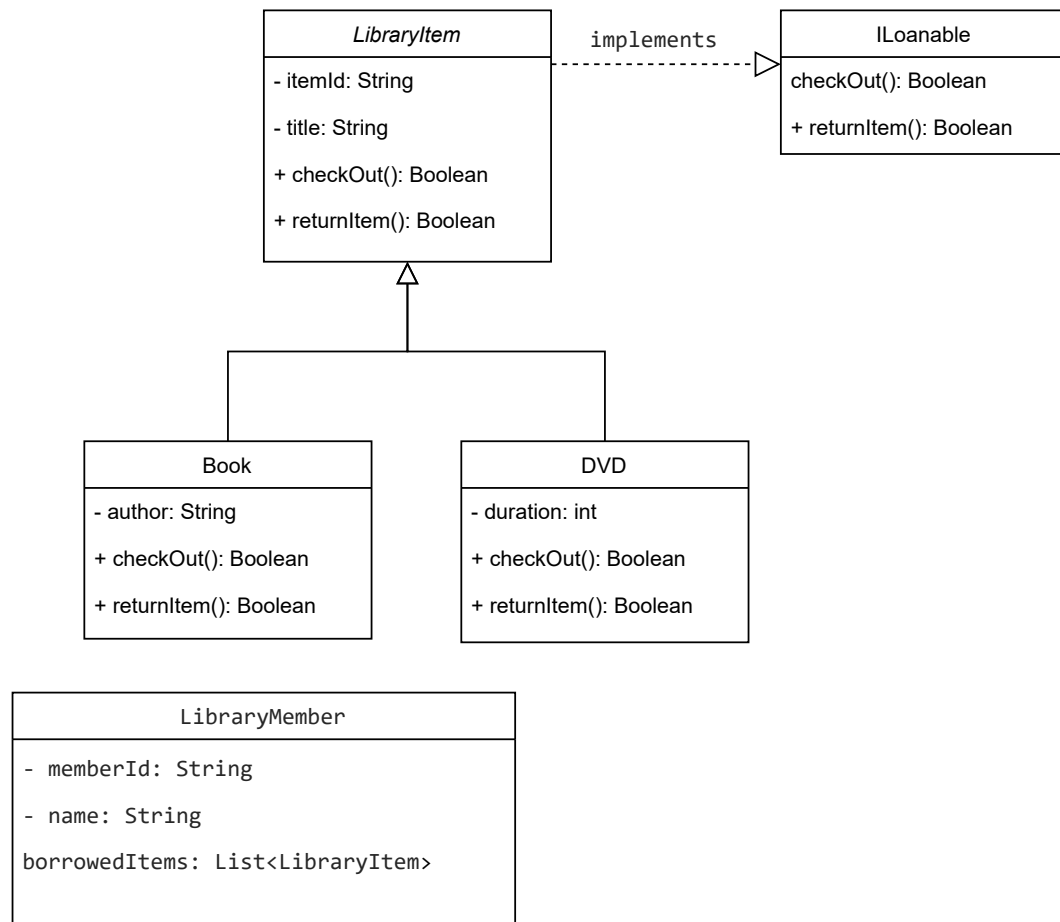 LibraryItem
- itemId: String
- title: String
+ checkOut(): Boolean
+ returnItem(): Boolean
implements
ILoanable
checkOut(): Boolean
+ returnItem(): Boolean
Book
- author: String
+ checkOut(): Boolean
+ returnItem(): Boolean
DVD
- duration: int
+ checkOut(): Boolean
+ returnItem(): Boolean
LibraryMember
- memberId: String
- name: String
borrowedItems: List<LibraryItem>